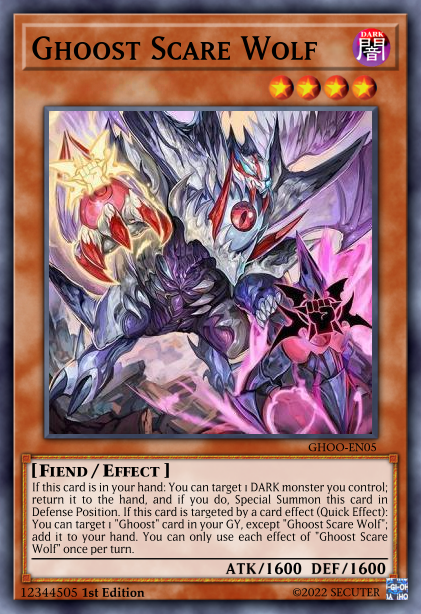 Ghoost Scare Wolf
DARK
闇
GHOO-EN05
[Fiend / Effect ]
If this card is in your hand: You can target 1 DARK monster you control;
return it to the hand, and if you do, Special Summon this card in
Defense Position. If this card is targeted by a card effect (Quick Effect):
You can target 1 "Ghoost" card in your GY, except "Ghoost Scare Wolf";
add it to your hand. You can only use each effect of "Ghoost Scare
Wolf" once per turn.
ATK/1600 DEF/1600
12344505 1st Edition
©2022 SECUTER